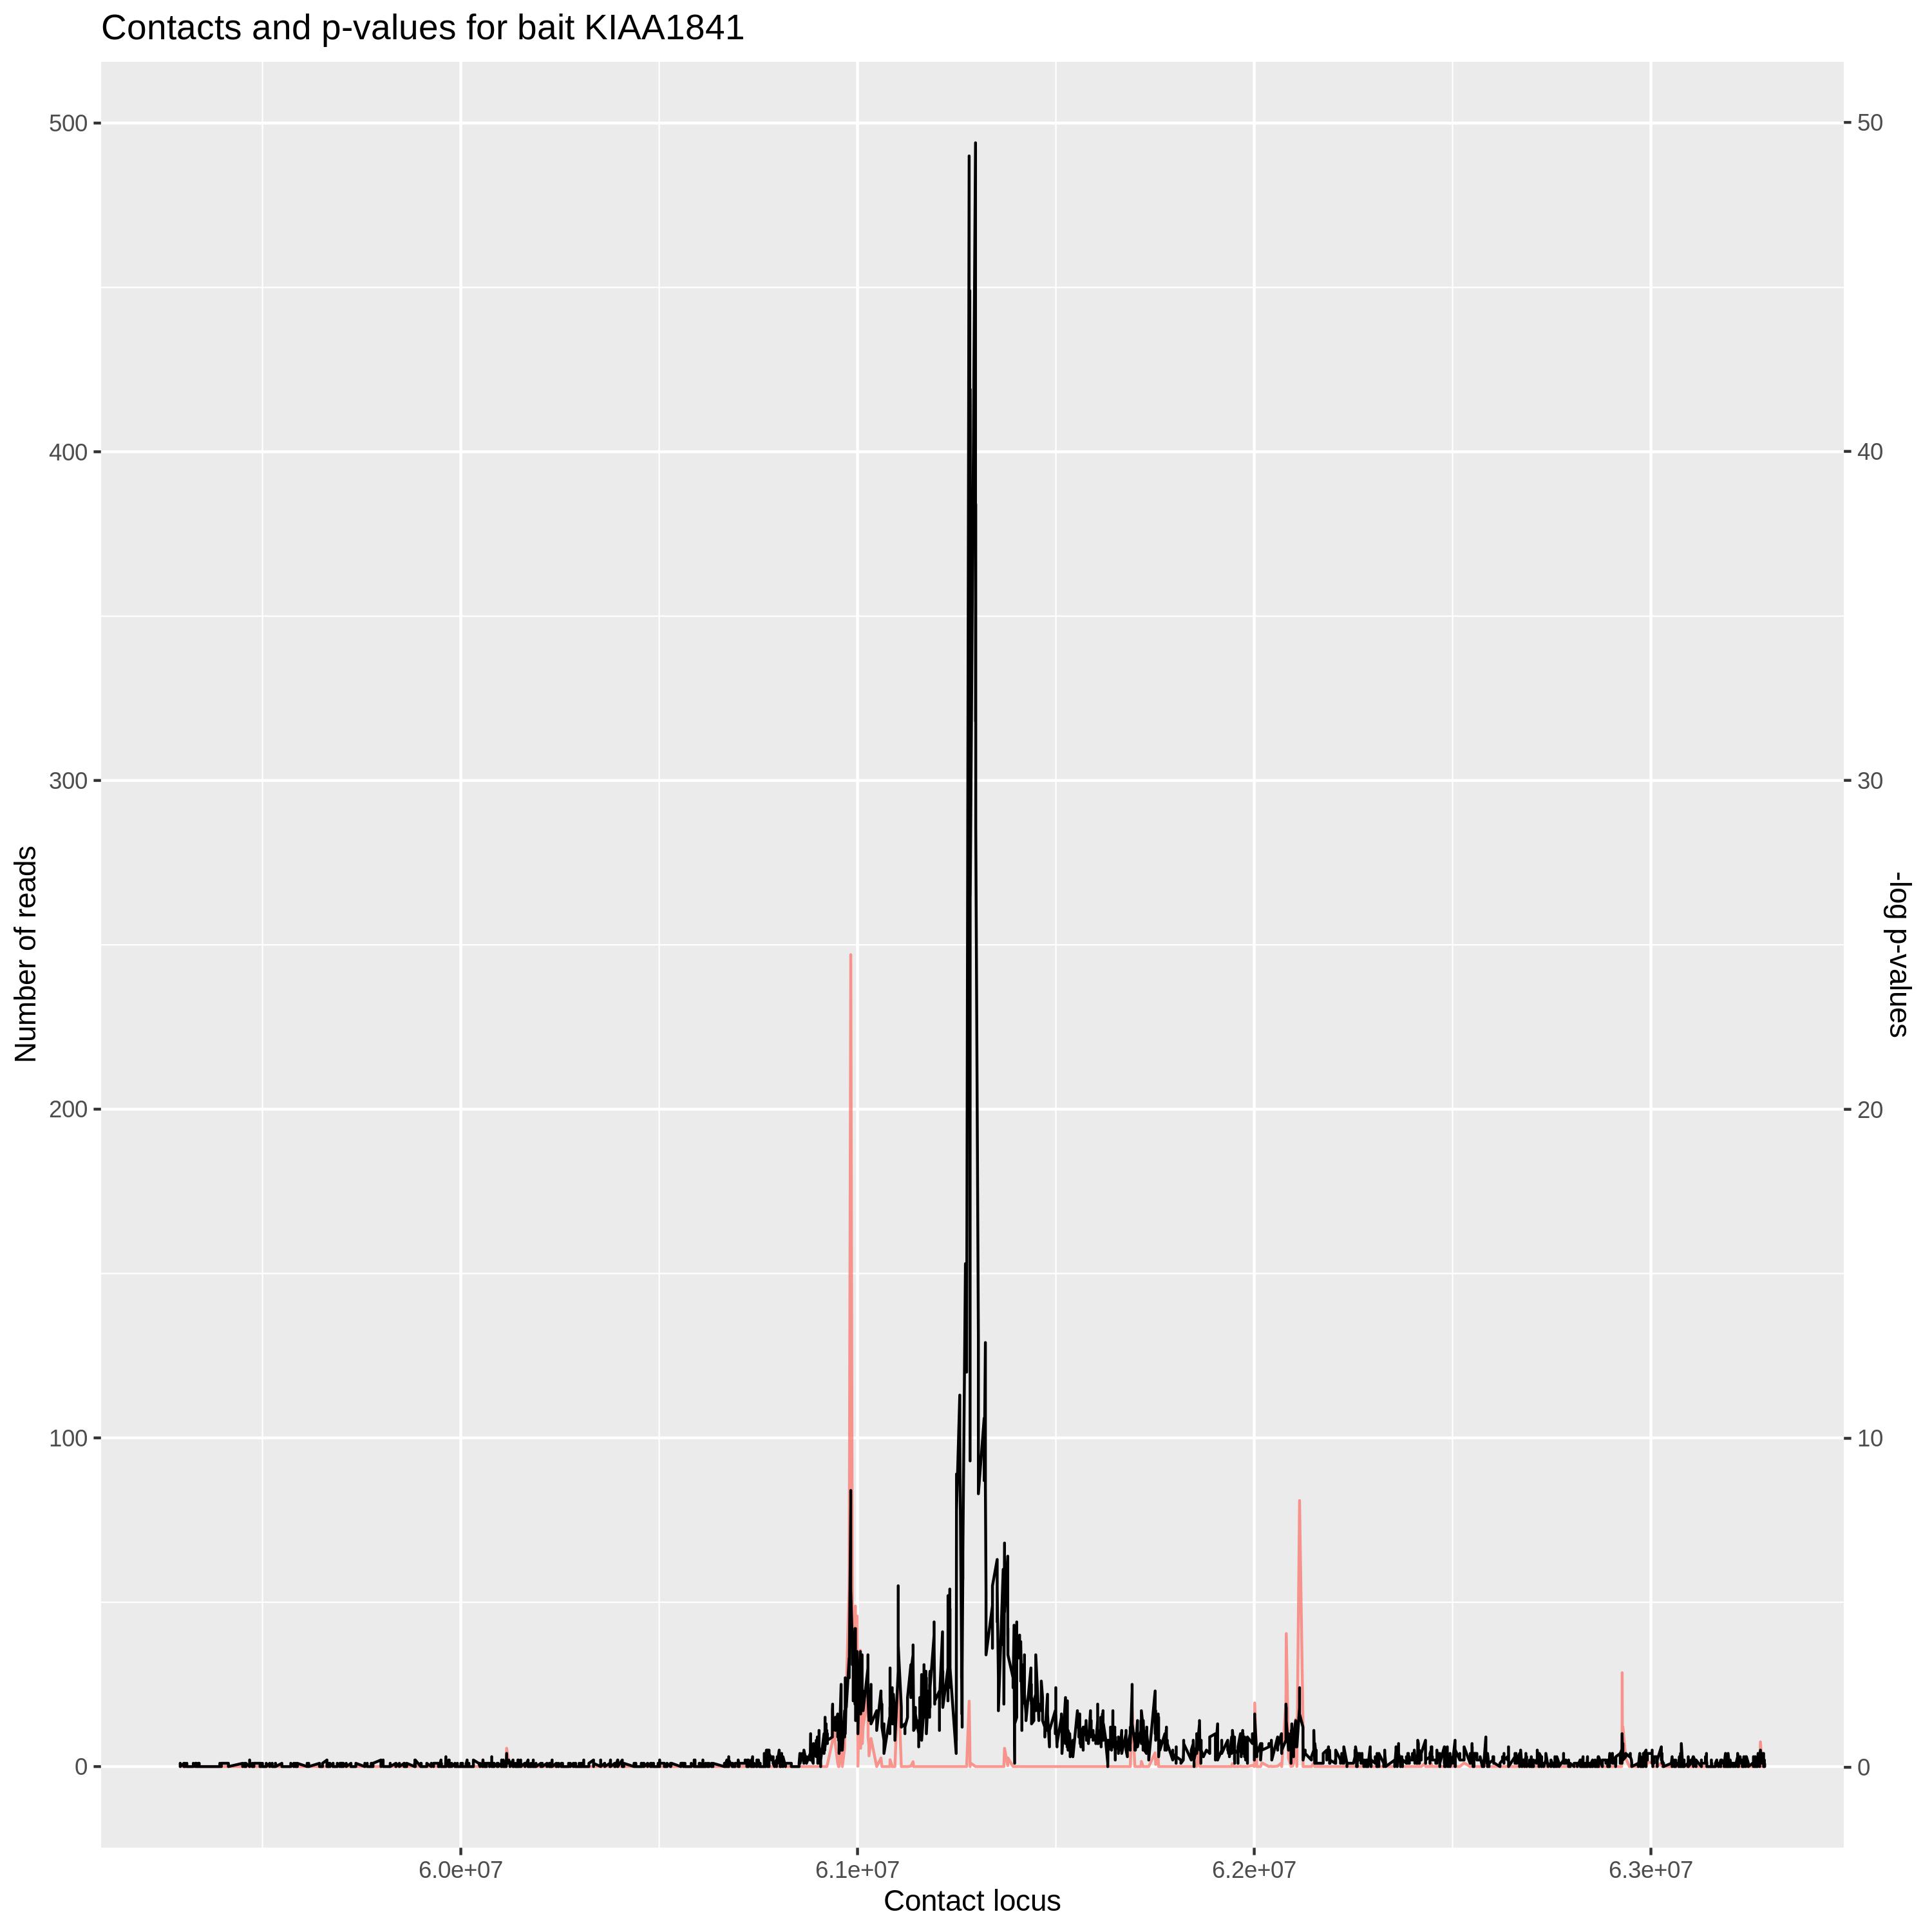 Contacts and p-values for bait KIAA1841
500
400
300
200
100
0
Number of reads
50
40
30
20
10
0
-log p-values
6.0e+07
6.1e+07
6.2e+07
6.3e+07
Contact locus